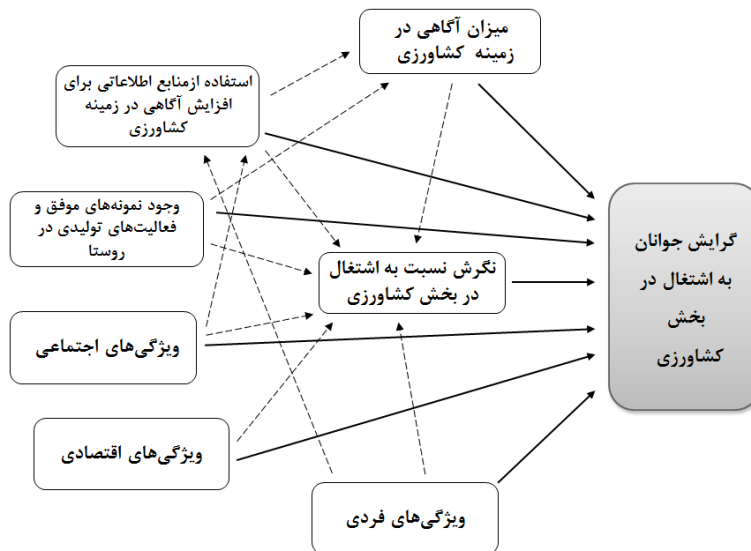 میزان آگاهی در
زمینه کشاورزی
استفاده ازمنابع اطلاعاتی برای
افزایش آگاهی در زمینه
کشاورزی
وجود نمونه‌های موفق و
فعالیت‌های تولیدی در
روستا
نگرش نسبت به اشتغال
در بخش کشاورزی
گرایش جوانان
به اشتغال در
بخش
کشاورزی
ویژگی‌های اجتماعی
ویژگی‌های اقتصادی
ویژگی‌های فردی